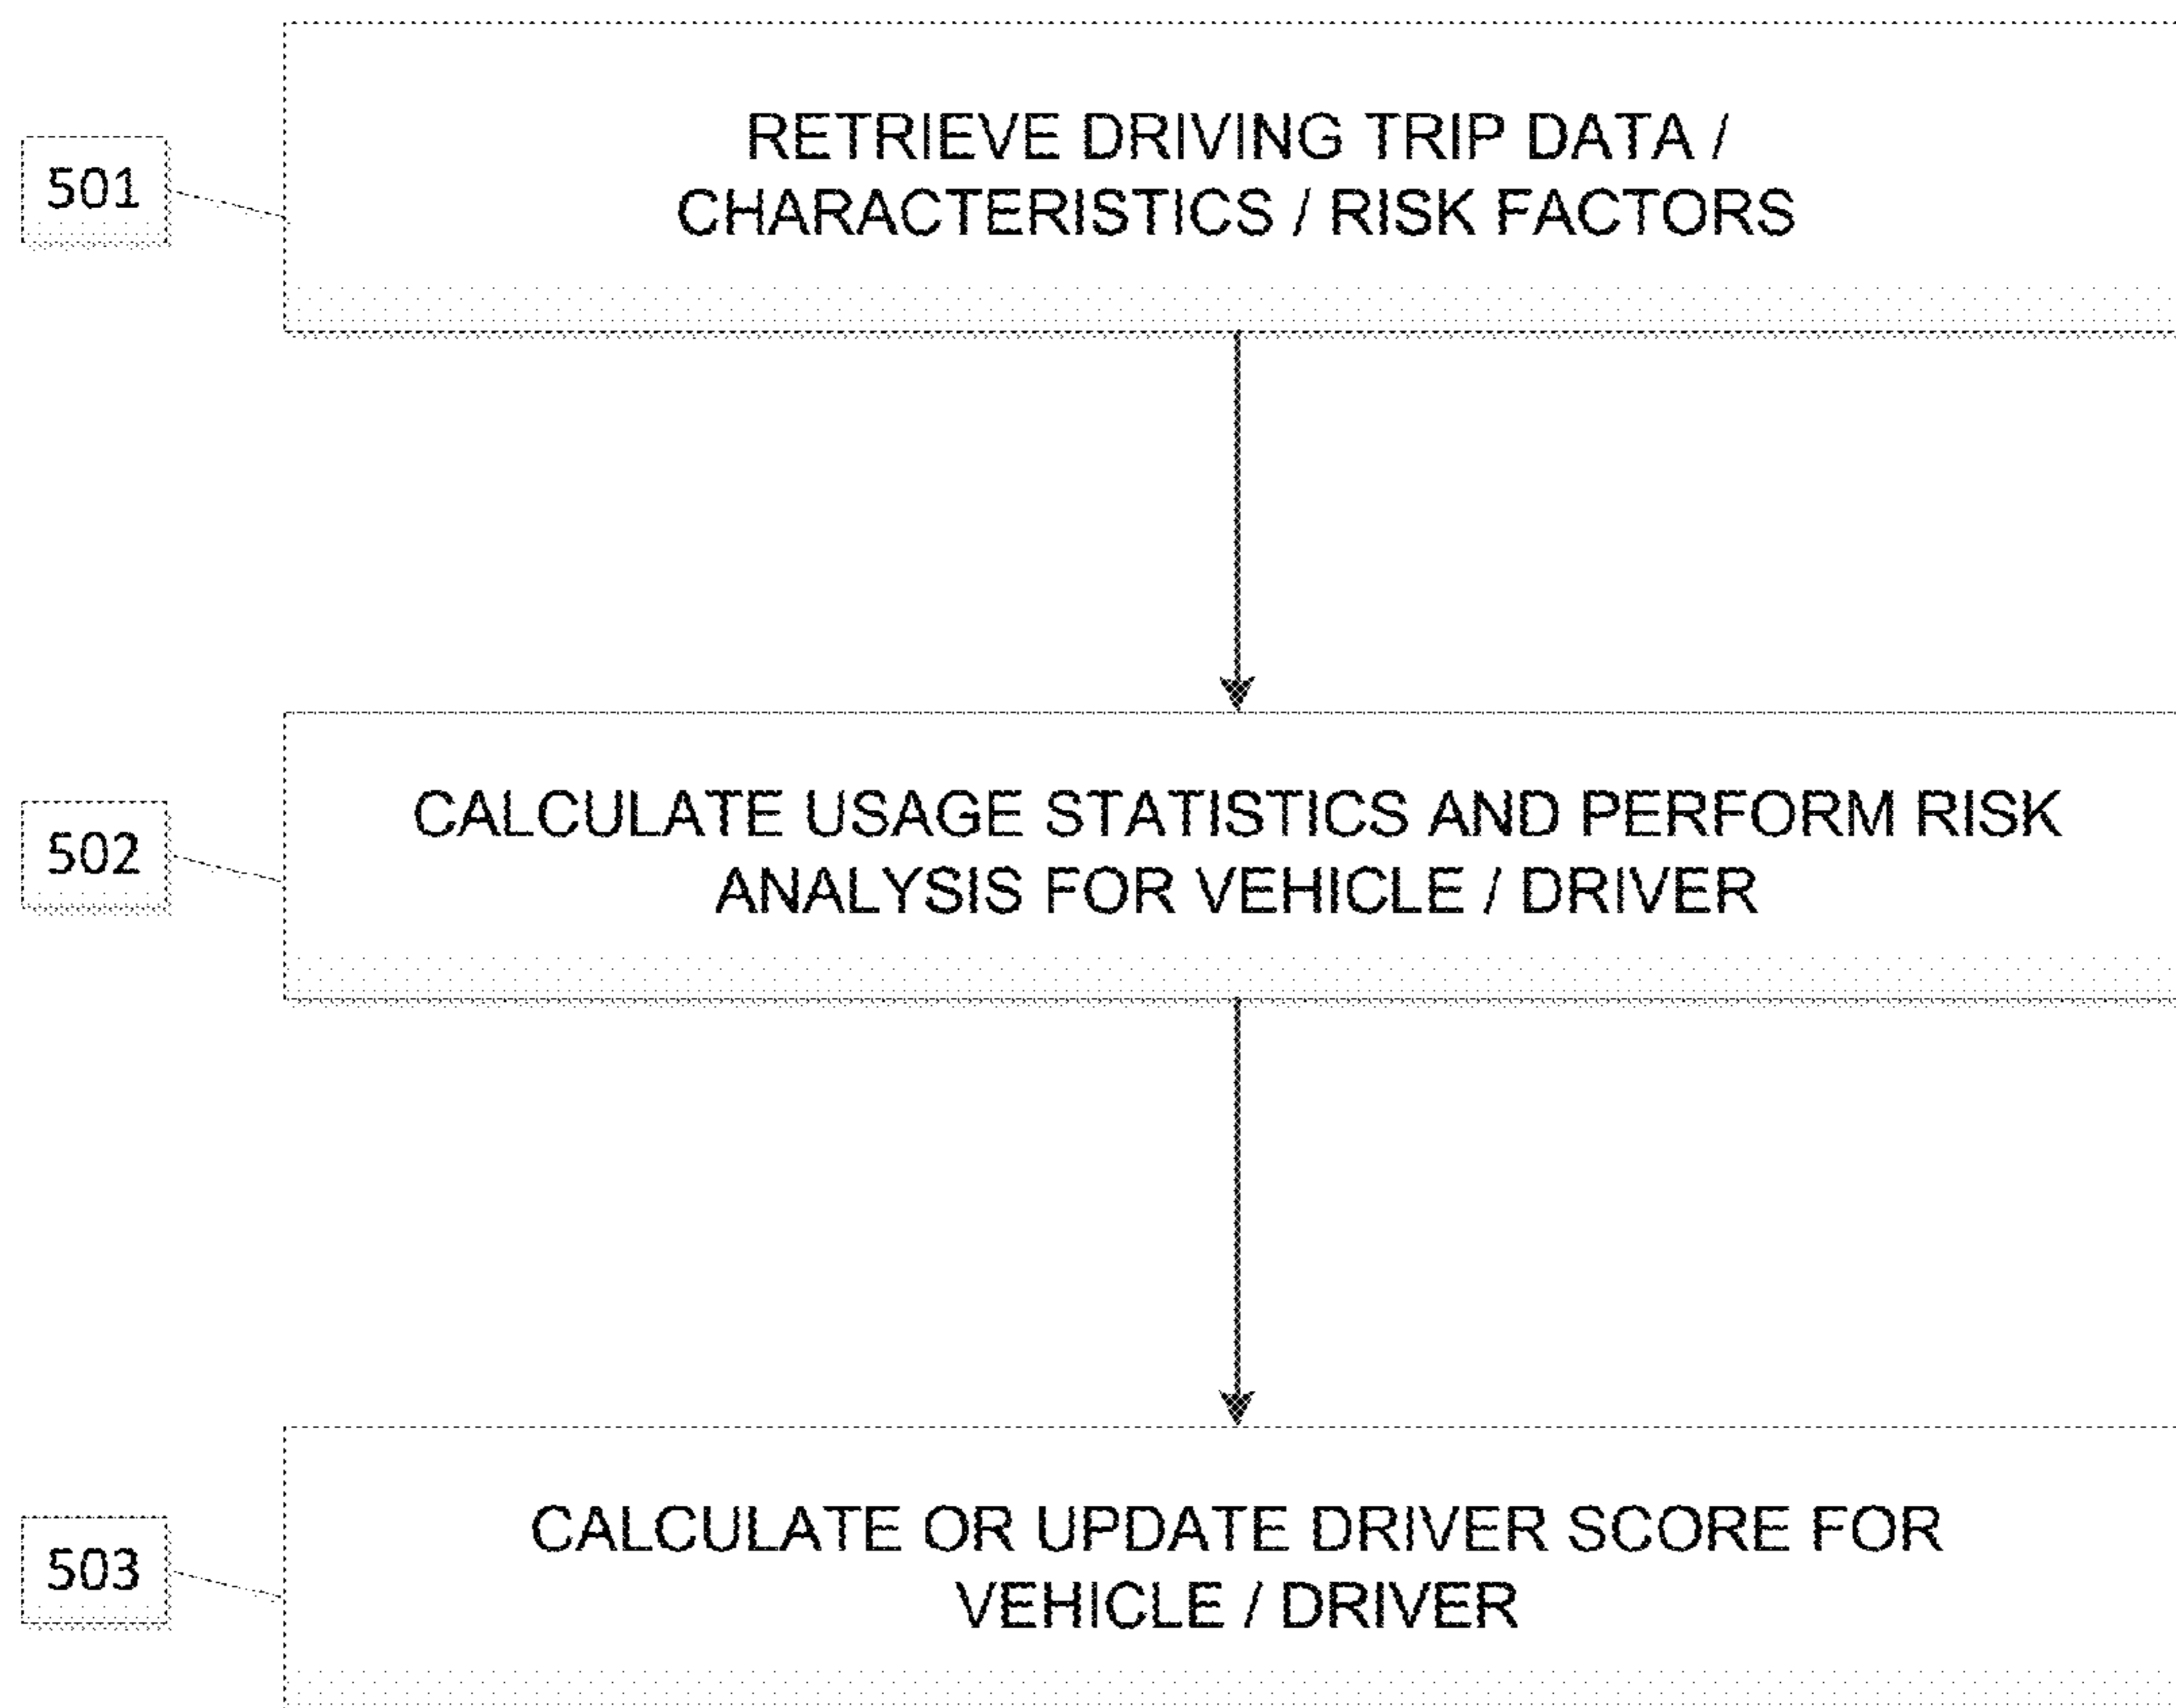 501
RETRIEVE DRIVING TRIP DATA /
CHARACTERISTICS / RISK FACTORS
502
CALCULATE USAGE STATISTICS AND PERFORM RISK
ANALYSIS FOR VEHICLE / DRIVER
503
CALCULATE OR UPDATE DRIVER SCORE FOR
VEHICLE / DRIVER